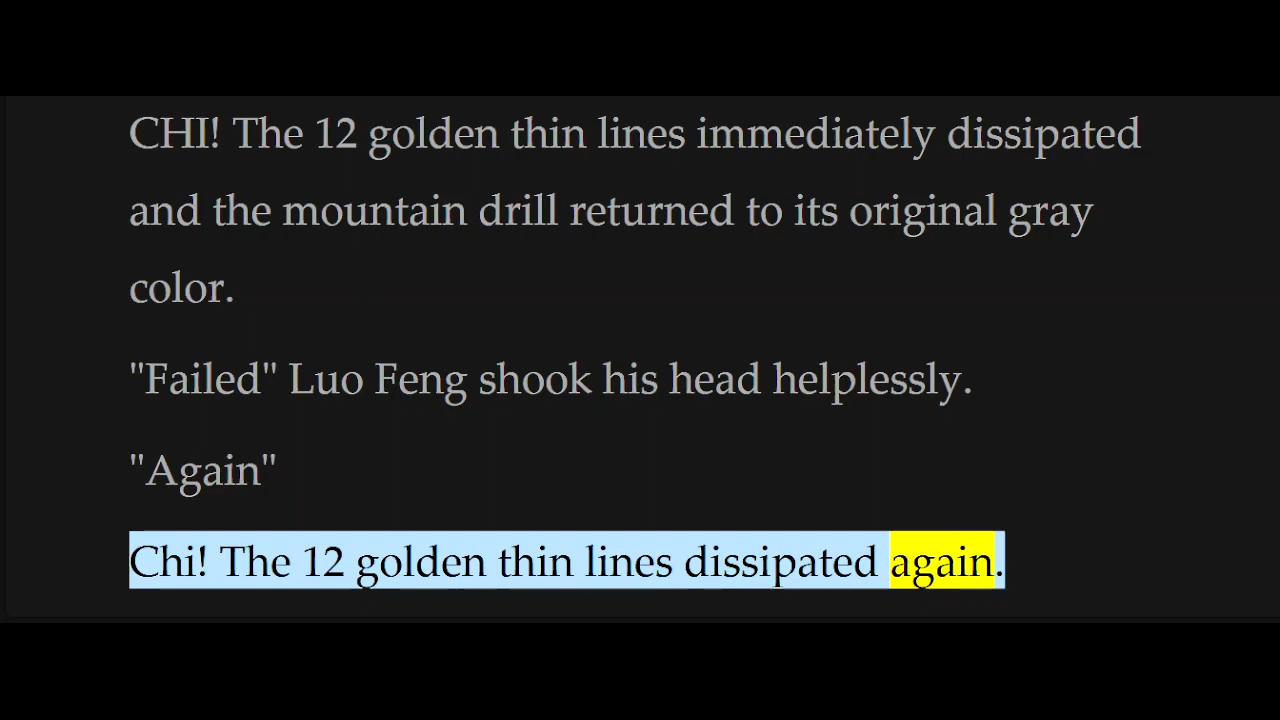 CHI! The 12 golden thin lines immediately dissipated
and the mountain drill returned to its original gray
color.
"Failed" Luo Feng shook his head helplessly.
"Again"
Chi! The 12 golden thin lines dissipated again.